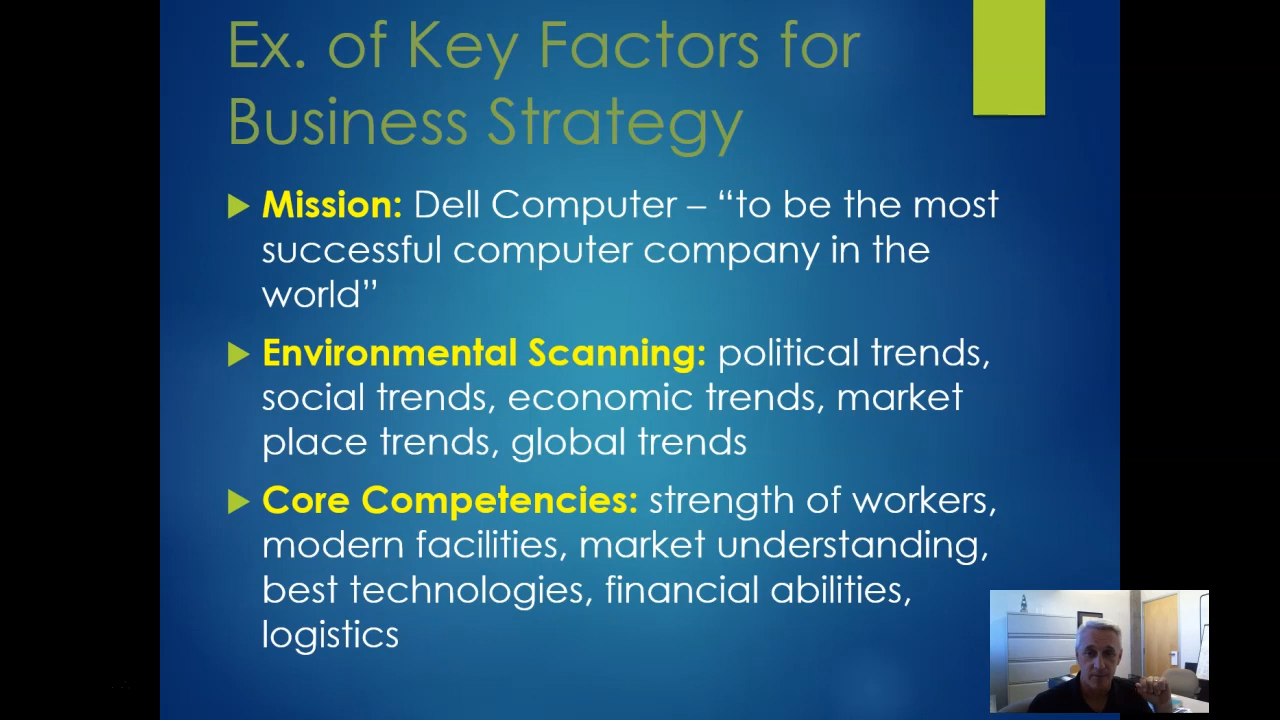 Ex. of Key Factors for
Business Strategy
Mission: Dell Computer – “to be the most
successful computer company in the
world”
Environmental Scanning: political trends,
social trends, economic trends, market
place trends, global trends
Core Competencies: strength of workers,
modern facilities, market understanding,
best technologies, financial abilities,
logistics